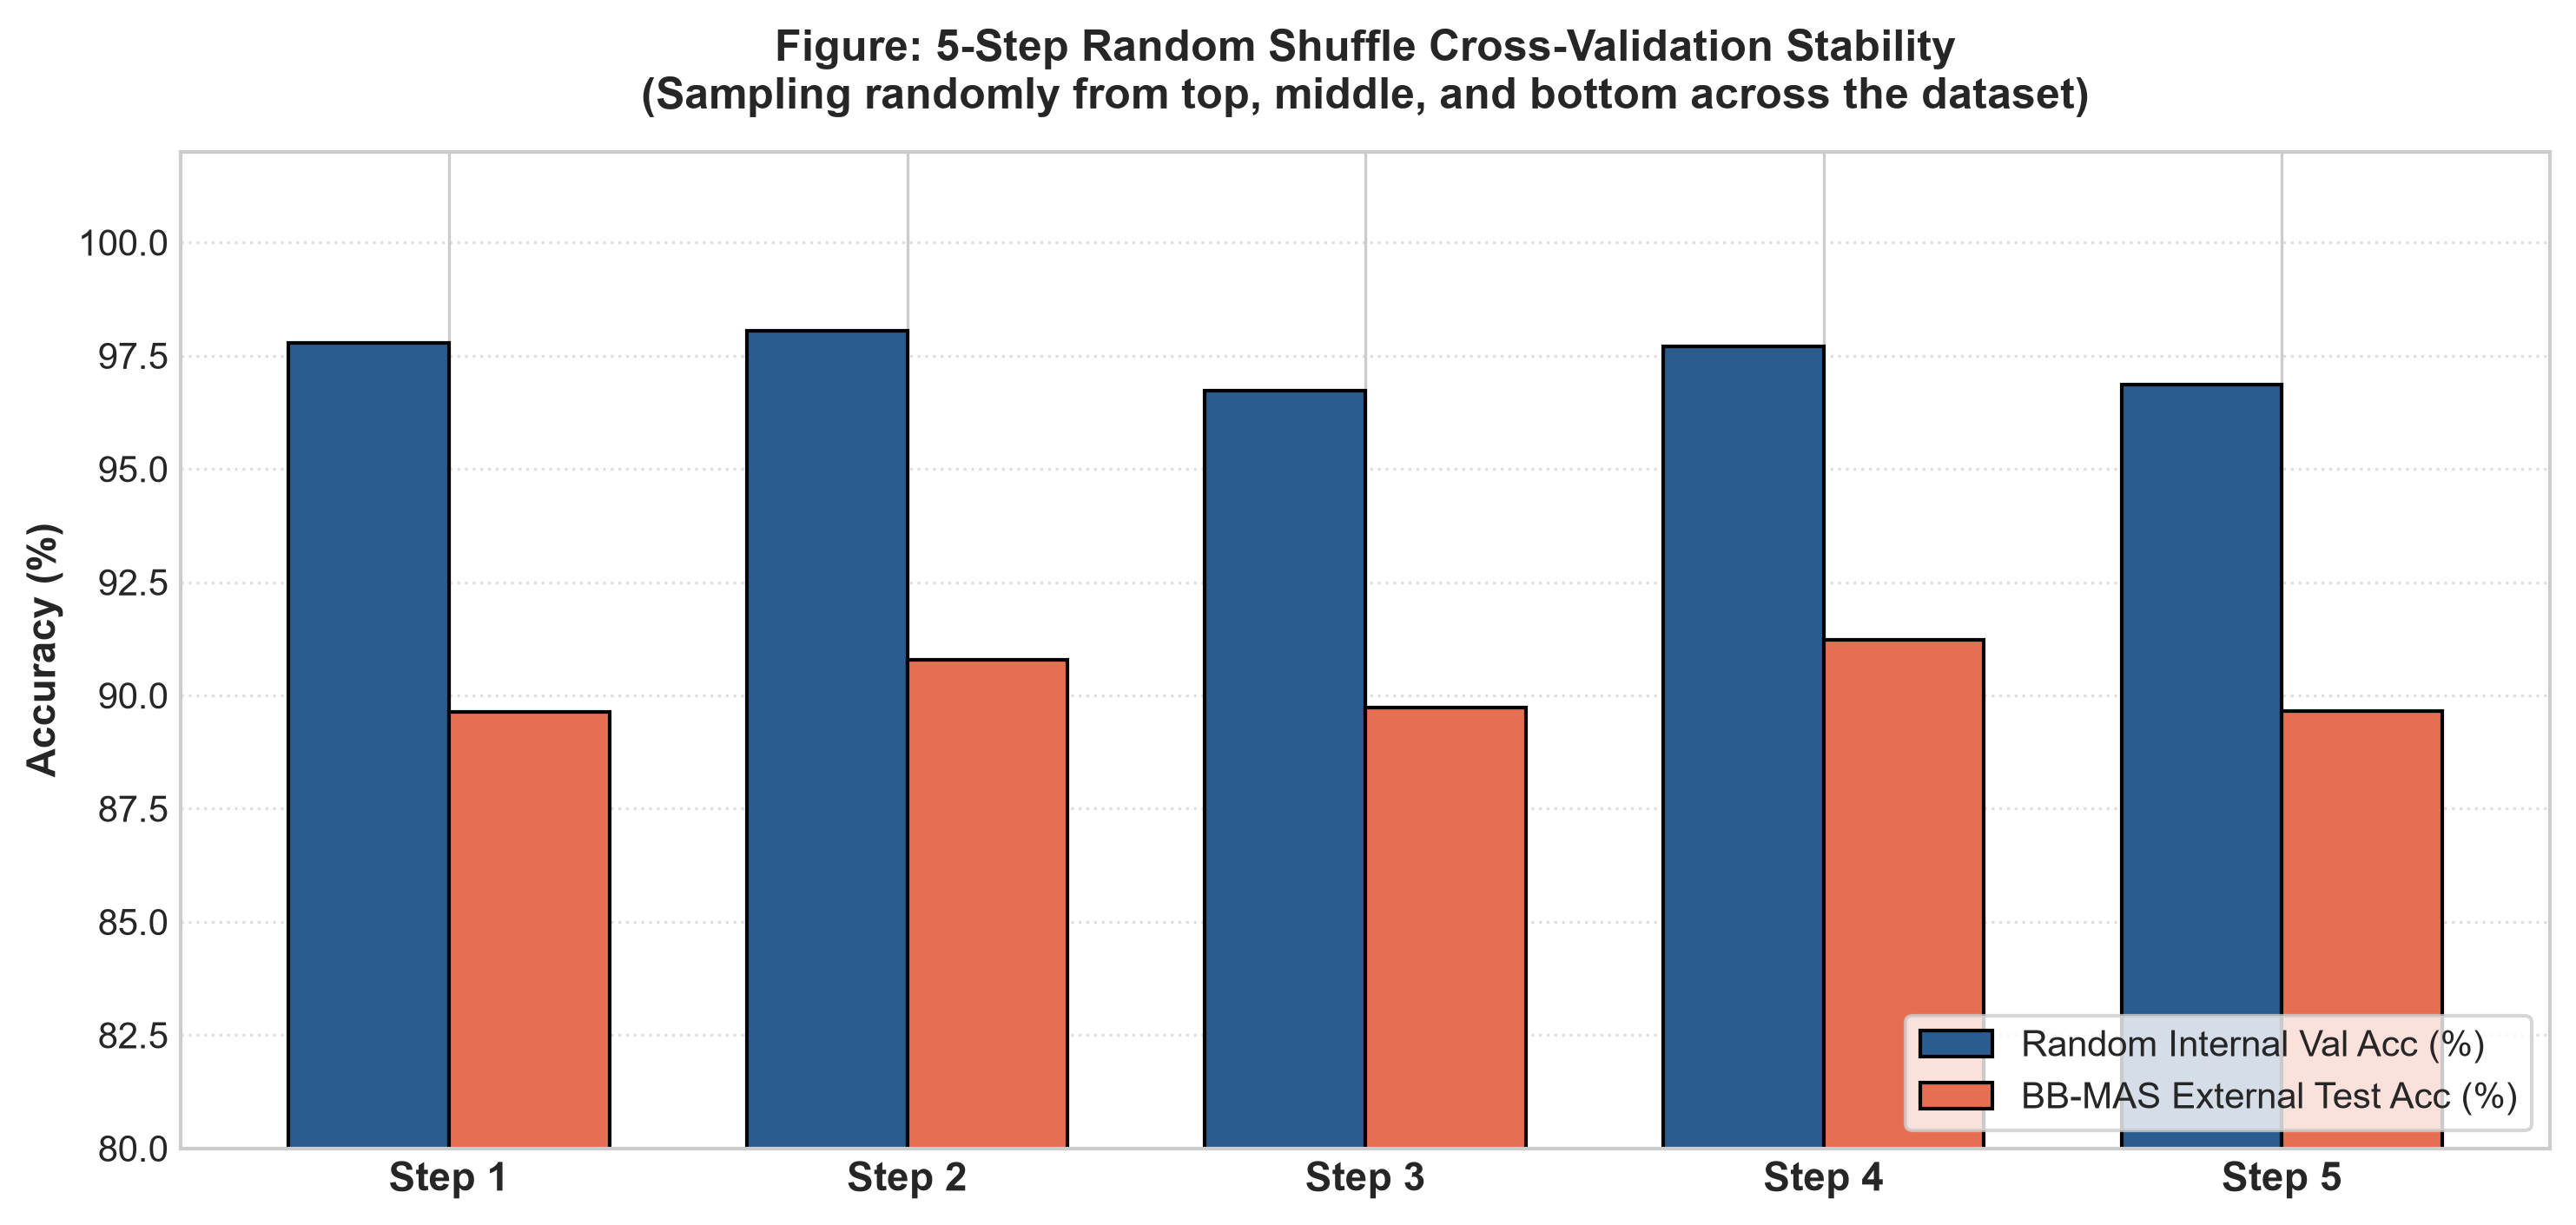 Figure: 5-Step Random Shuffle Cross-Validation Stability
(Sampling randomly from top, middle, and bottom across the dataset)
Accuracy (%)
100.0
97.5
95.0
92.5
90.0
87.5
85.0
82.5
80.0
Random Internal Val Acc (%)
BB-MAS External Test Acc (%)
Step 1
Step 2
Step 3
Step 4
Step 5